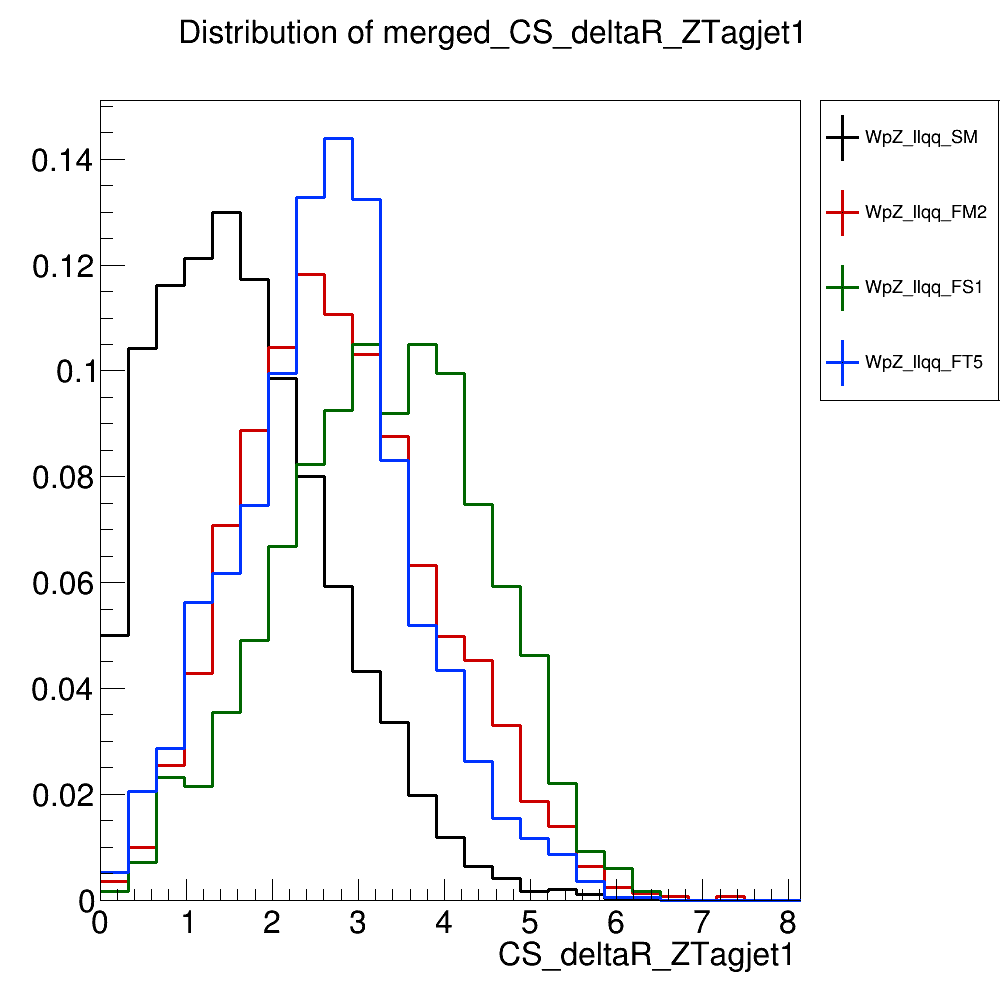 Distribution of merged_CS_deltaR_ZTagjet1
WpZ_llqq_SM
WpZ_llqq_FM2
WpZ_llqq_FS1
WpZ_llqq_FT5
0.14
0.12
0.1
0.08
0.06
0.04
0.02
0
0 1 2 3 4 5 6 7 8
CS_deltaR_ZTagjet1